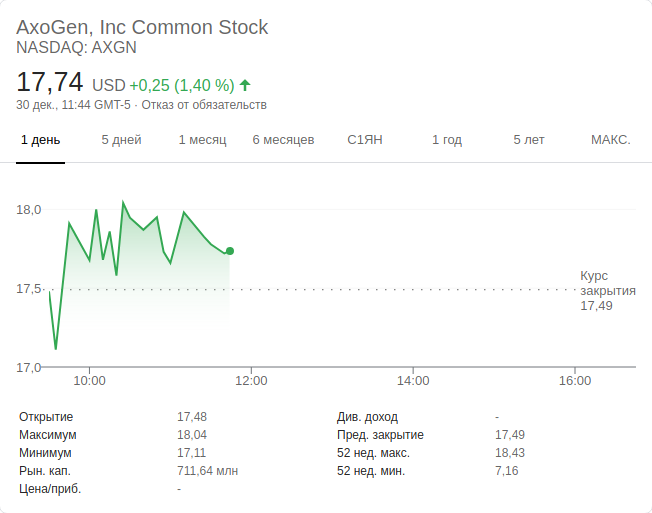 AxoGen, Inc Common Stock
NASDAQ: AXGN
17,74 USD +0,25 (1,40 %)
30 дек., 11:44 GMT-5 · Отказ от обязательств
1 день 5 дней 1 месяц 6 месяцев С1ЯН 1 год 5 лет МАКС.
18,0
17,5
17,0
Курс
закрытия
17,49
10:00 12:00 14:00 16:00
Открытие 17,48 Див. доход -
Максимум 18,04 Пред. закрытие 17,49
Минимум 17,11 52 нед. макс. 18,43
Рын. кап. 711,64 млн 52 нед. мин. 7,16
Цена/приб. -